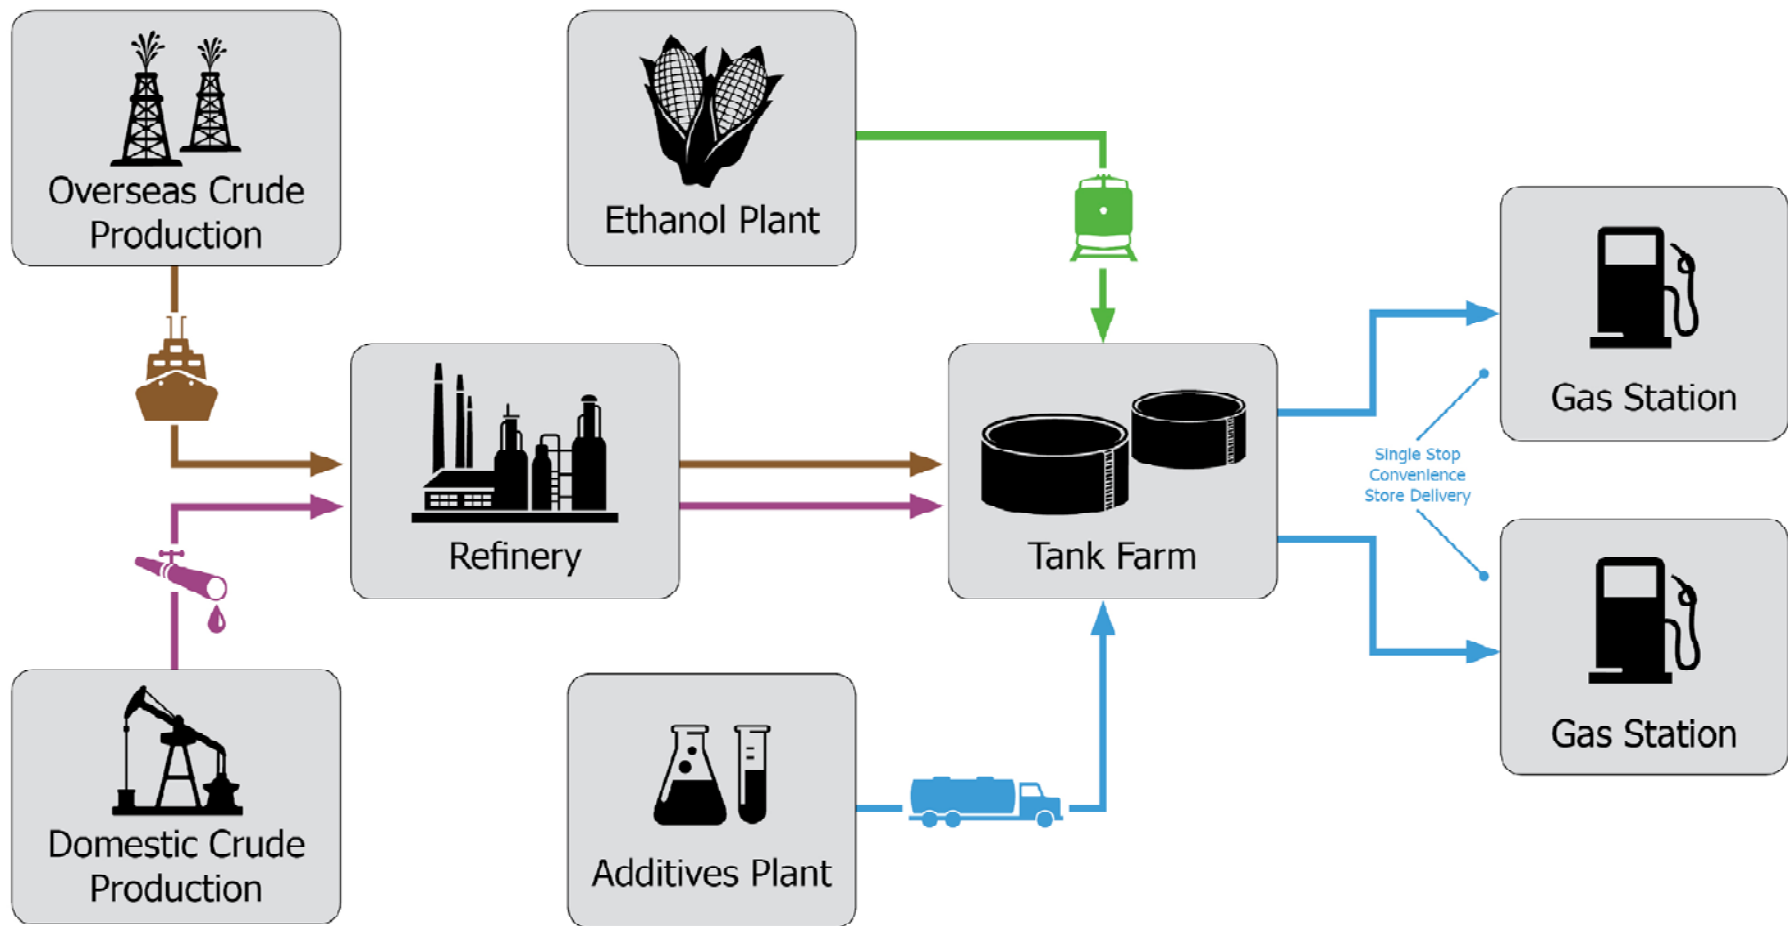 Overseas Crude
Production
Ethanol Plant
Gas Station
Refinery
Tank Farm
Single Stop
Convenience
Store Delivery
Gas Station
Domestic Crude
Production
Additives Plant